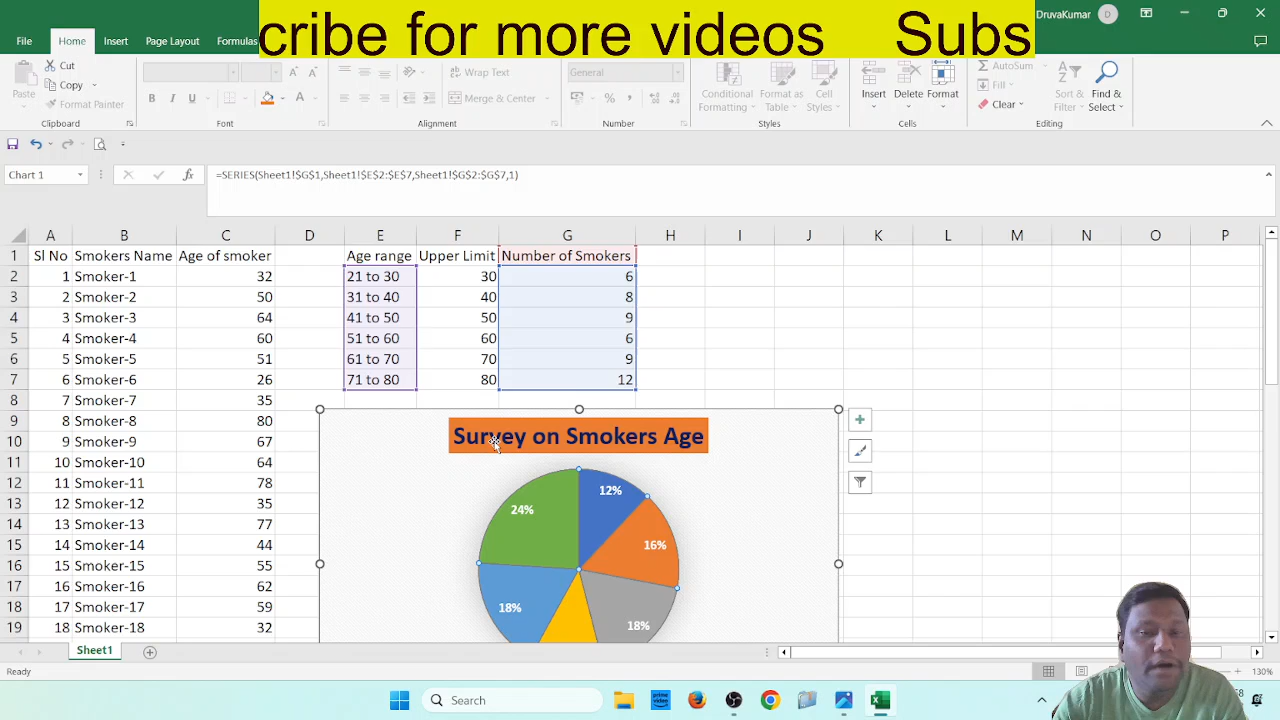 cribe for more videos Subs
DruvaKumar D
File Home Insert Page Layout Formulas
Cut
Copy
Format Painter
Paste
Clipboard
B I U
A
Font
Wrap Text
Merge & Center
Alignment
General
%
Number
Conditional Formatting
Format as Table
Cell Styles
Styles
Insert Delete Format
Cells
AutoSum
Fill
Clear
Sort & Filter
Find & Select
Editing
Chart 1
fx
=SERIES(Sheet1!$G$1,Sheet1!$E$2:$E$7,Sheet1!$G$2:$G$7,1)
A B C D E F G H I J K L M N O P
1 Sl No Smokers Name Age of smoker Age range Upper Limit Number of Smokers
2 1 Smoker-1 32 21 to 30 30 6
3 2 Smoker-2 50 31 to 40 40 8
4 3 Smoker-3 64 41 to 50 50 9
5 4 Smoker-4 60 51 to 60 60 6
6 5 Smoker-5 51 61 to 70 70 9
7 6 Smoker-6 26 71 to 80 80 12
8 7 Smoker-7 35
9 8 Smoker-8 80
10 9 Smoker-9 67
11 10 Smoker-10 64
12 11 Smoker-11 78
13 12 Smoker-12 35
14 13 Smoker-13 77
15 14 Smoker-14 44
16 15 Smoker-15 55
17 16 Smoker-16 62
18 17 Smoker-17 59
19 18 Smoker-18 32
Survey on Smokers Age
12%
24%
16%
18%
18%
Sheet1
Ready
130%
Search
prime video